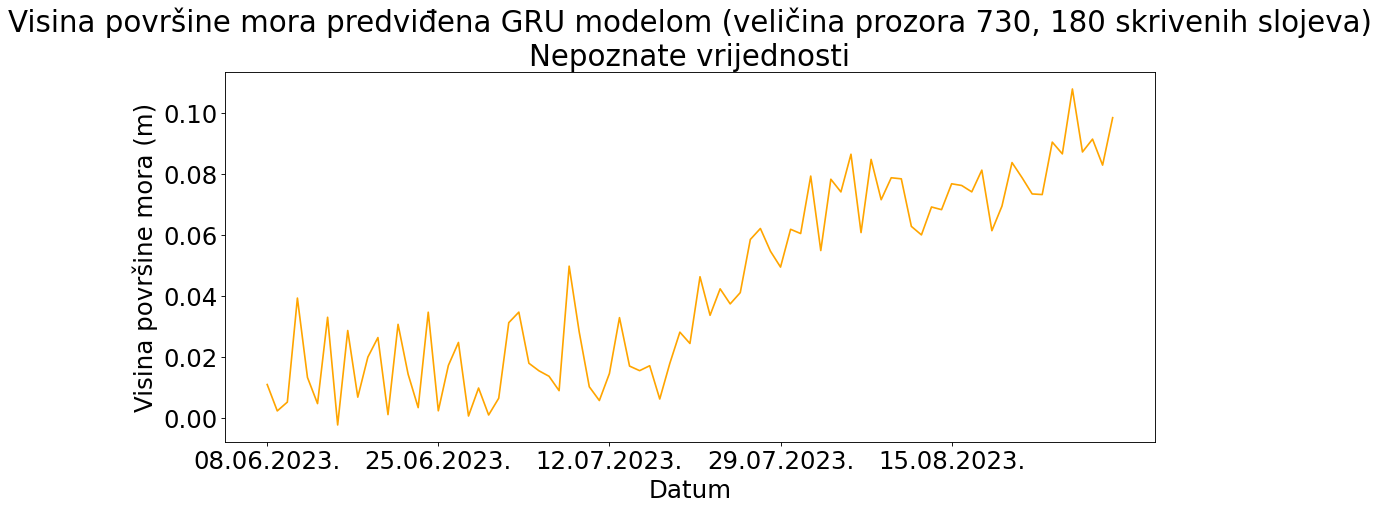 Visina površine mora predviđena GRU modelom (veličina prozora 730, 180 skrivenih slojeva)
Nepoznate vrijednosti
Visina površine mora (m)
0.10
0.08
0.06
0.04
0.02
0.00
08.06.2023. 25.06.2023. 12.07.2023. 29.07.2023. 15.08.2023.
Datum